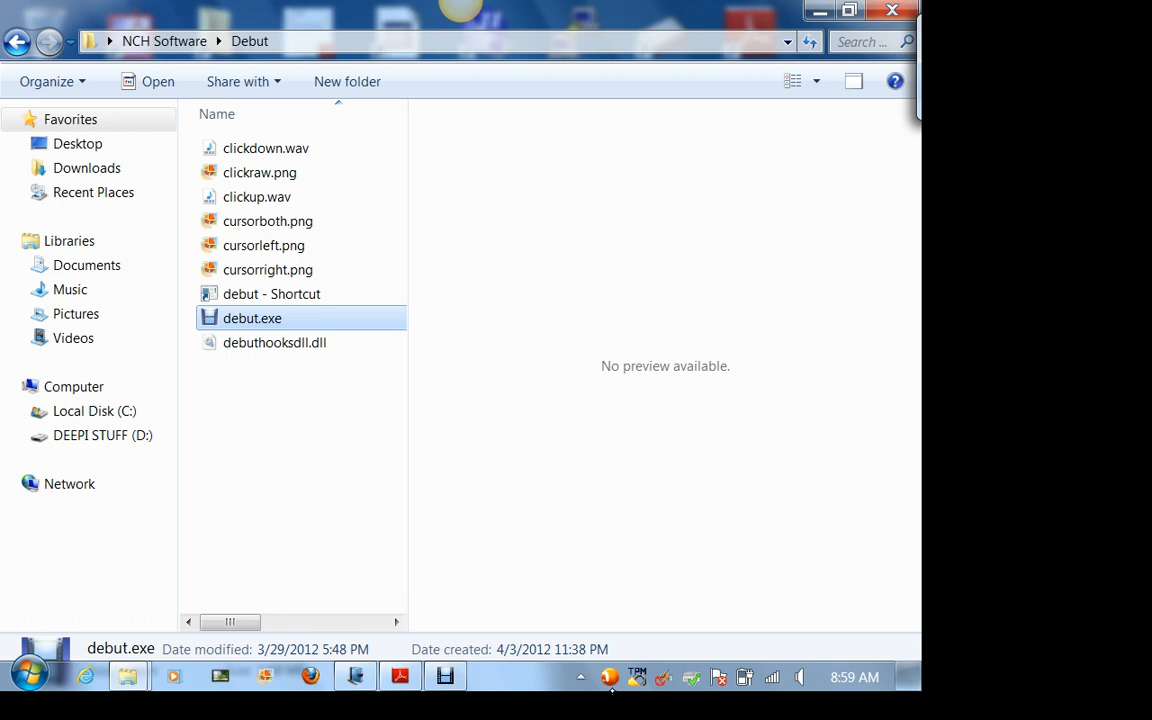 NCH Software Debut Search ...
Organize Open Share with New folder
Name
Favorites
Desktop
Downloads
Recent Places
Libraries
Documents
Music
Pictures
Videos
Computer
Local Disk (C:)
DEEPI STUFF (D:)
Network
clickdown.wav
clickraw.png
clickup.wav
cursorboth.png
cursorleft.png
cursorright.png
debut - Shortcut
debut.exe
debuthooksdll.dll
No preview available.
debut.exe Date modified: 3/29/2012 5:48 PM Date created: 4/3/2012 11:38 PM
TPM
8:59 AM